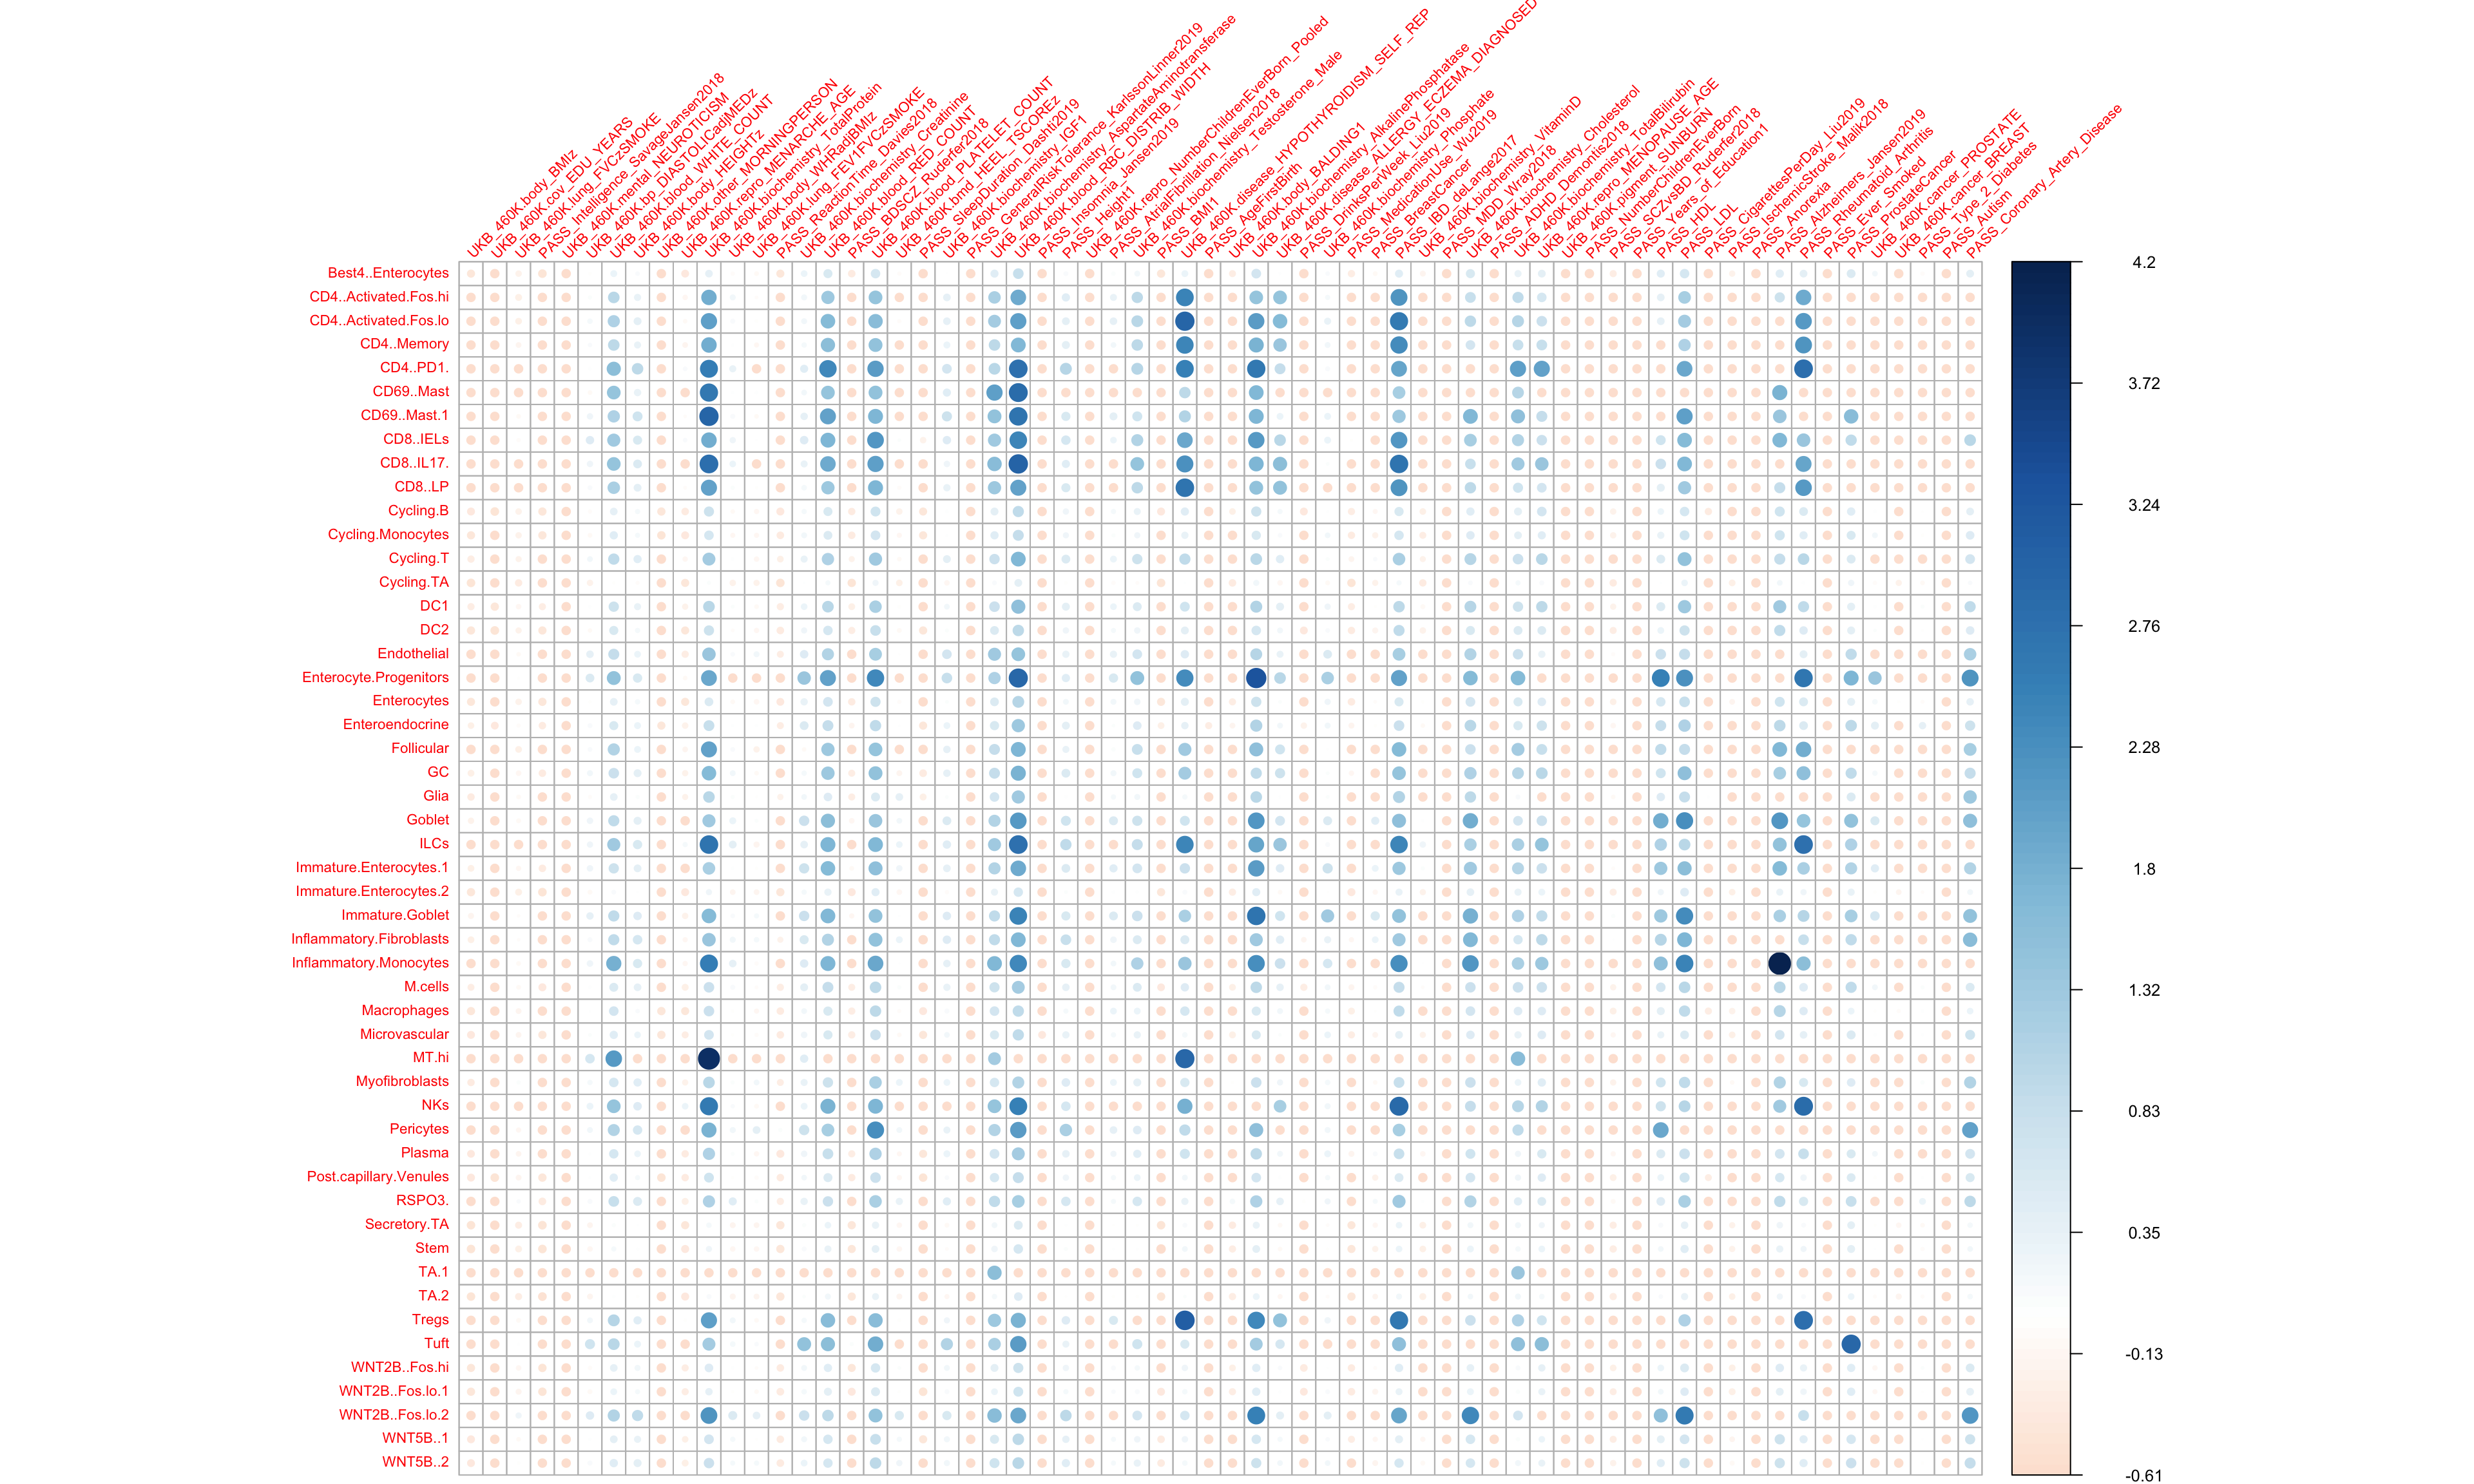 UKB_460K.body_BMIz
UKB_460K.cov_EDU_YEARS
UKB_460K.lung_FVCzSMOKE
PASS_Intelligence_SavageJansen2018
UKB_460K.mental_NEUROTICISM
UKB_460K.bp_DIASTOLICadjMEDz
UKB_460K.blood_WHITE_COUNT
UKB_460K.body_HEIGHTz
UKB_460K.other_MORNINGPERSON
UKB_460K.repro_MENARCHE_AGE
UKB_460K.biochemistry_TotalProtein
UKB_460K.body_WHRadjBMIz
UKB_460K.lung_FEV1FVCzSMOKE
PASS_ReactionTime_Davies2018
UKB_460K.biochemistry_Creatinine
UKB_460K.blood_RED_COUNT
PASS_BDSCZ_Ruderfer2018
UKB_460K.blood_PLATELET_COUNT
UKB_460K.bmd_HEEL_TSCOREz
PASS_SleepDuration_Dashti2019
UKB_460K.biochemistry_IGF1
PASS_GeneralRiskTolerance_KarlssonLinner2019
UKB_460K.biochemistry_AspartateAminotransferase
UKB_460K.blood_RBC_DISTRIB_WIDTH
PASS_Insomnia_Jansen2019
PASS_Height1
UKB_460K.repro_NumberChildrenEverBorn_Pooled
PASS_AtrialFibrillation_Nielsen2018
UKB_460K.biochemistry_Testosterone_Male
PASS_BMI1
UKB_460K.disease_HYPOTHYROIDISM_SELF_REP
PASS_AgeFirstBirth
UKB_460K.body_BALDING1
UKB_460K.biochemistry_AlkalinePhosphatase
UKB_460K.disease_ALLERGY_ECZEMA_DIAGNOSED
PASS_DrinksPerWeek_Liu2019
UKB_460K.biochemistry_Phosphate
PASS_MedicationUse_Wu2019
PASS_BreastCancer
PASS_IBD_deLange2017
UKB_460K.biochemistry_VitaminD
PASS_MDD_Wray2018
UKB_460K.biochemistry_Cholesterol
PASS_ADHD_Demontis2018
UKB_460K.biochemistry_TotalBilirubin
UKB_460K.repro_MENOPAUSE_AGE
UKB_460K.pigment_SUNBURN
PASS_NumberChildrenEverBorn
PASS_SCZvsBD_Ruderfer2018
PASS_Years_of_Education1
PASS_HDL
PASS_LDL
PASS_CigarettesPerDay_Liu2019
PASS_IschemicStroke_Malik2018
PASS_Anorexia
PASS_Alzheimers_Jansen2019
PASS_Rheumatoid_Arthritis
PASS_Ever_Smoked
PASS_ProstateCancer
UKB_460K.cancer_PROSTATE
UKB_460K.cancer_BREAST
PASS_Type_2_Diabetes
PASS_Autism
PASS_Coronary_Artery_Disease
Best4..Enterocytes
CD4..Activated.Fos.hi
CD4..Activated.Fos.lo
CD4..Memory
CD4..PD1.
CD69..Mast
CD69..Mast.1
CD8..IELs
CD8..IL17.
CD8..LP
Cycling.B
Cycling.Monocytes
Cycling.T
Cycling.TA
DC1
DC2
Endothelial
Enterocyte.Progenitors
Enterocytes
Enteroendocrine
Follicular
GC
Glia
Goblet
ILCs
Immature.Enterocytes.1
Immature.Enterocytes.2
Immature.Goblet
Inflammatory.Fibroblasts
Inflammatory.Monocytes
M.cells
Macrophages
Microvascular
MT.hi
Myofibroblasts
NKs
Pericytes
Plasma
Post.capillary.Venules
RSPO3.
Secretory.TA
Stem
TA.1
TA.2
Tregs
Tuft
WNT2B..Fos.hi
WNT2B..Fos.lo.1
WNT2B..Fos.lo.2
WNT5B..1
WNT5B..2
4.2
3.72
3.24
2.76
2.28
1.8
1.32
0.83
0.35
-0.13
-0.61